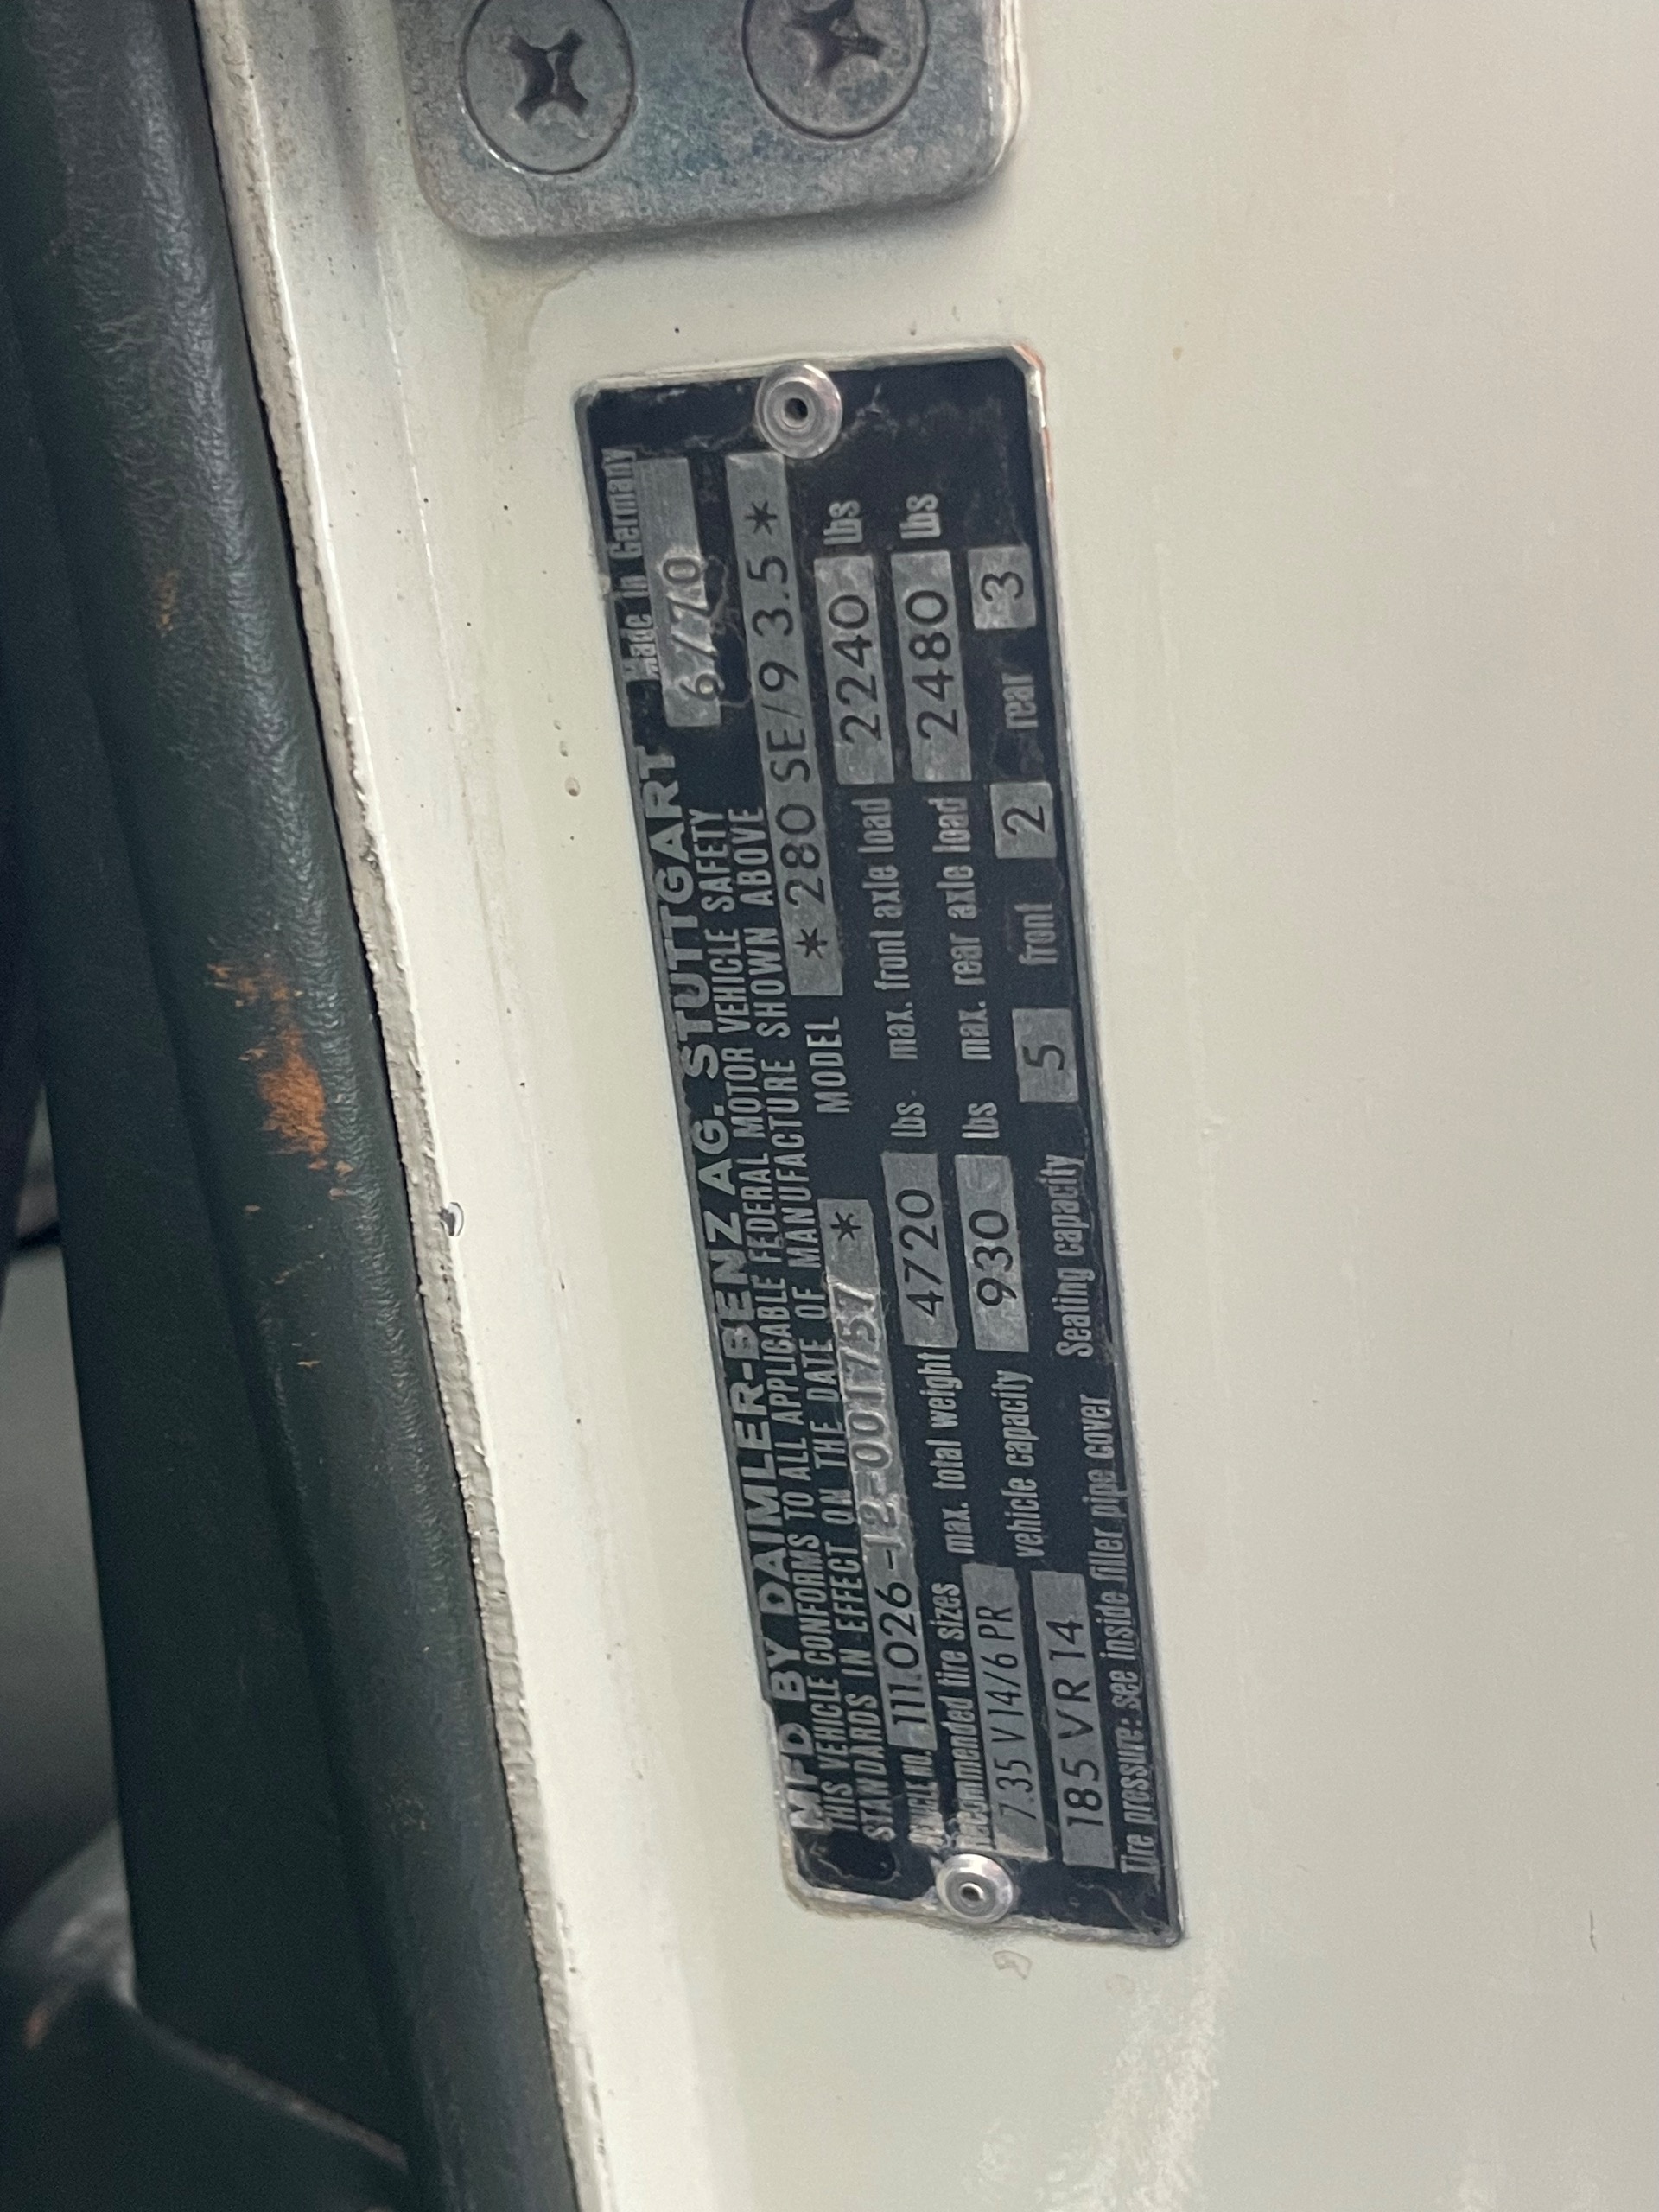 MFD BY DAIMLER-BENZ AG. STUTTGART Made in Germany
THIS VEHICLE CONFORMS TO ALL APPLICABLE FEDERAL MOTOR VEHICLE SAFETY 6/70
STANDARDS IN EFFECT ON THE DATE OF MANUFACTURE SHOWN ABOVE
VEHICLE NO. 111.026-12-001757 * MODEL * 280 SE/9 3.5 *
Recommended tire sizes max. total weight 4720 lbs. max. front axle load 2240 lbs
7.35 V 14/6 PR vehicle capacity 930 lbs max. rear axle load 2480 lbs
185 VR 14 Seating capacity 5 front 2 rear 3
Tire pressure: see inside filler pipe cover